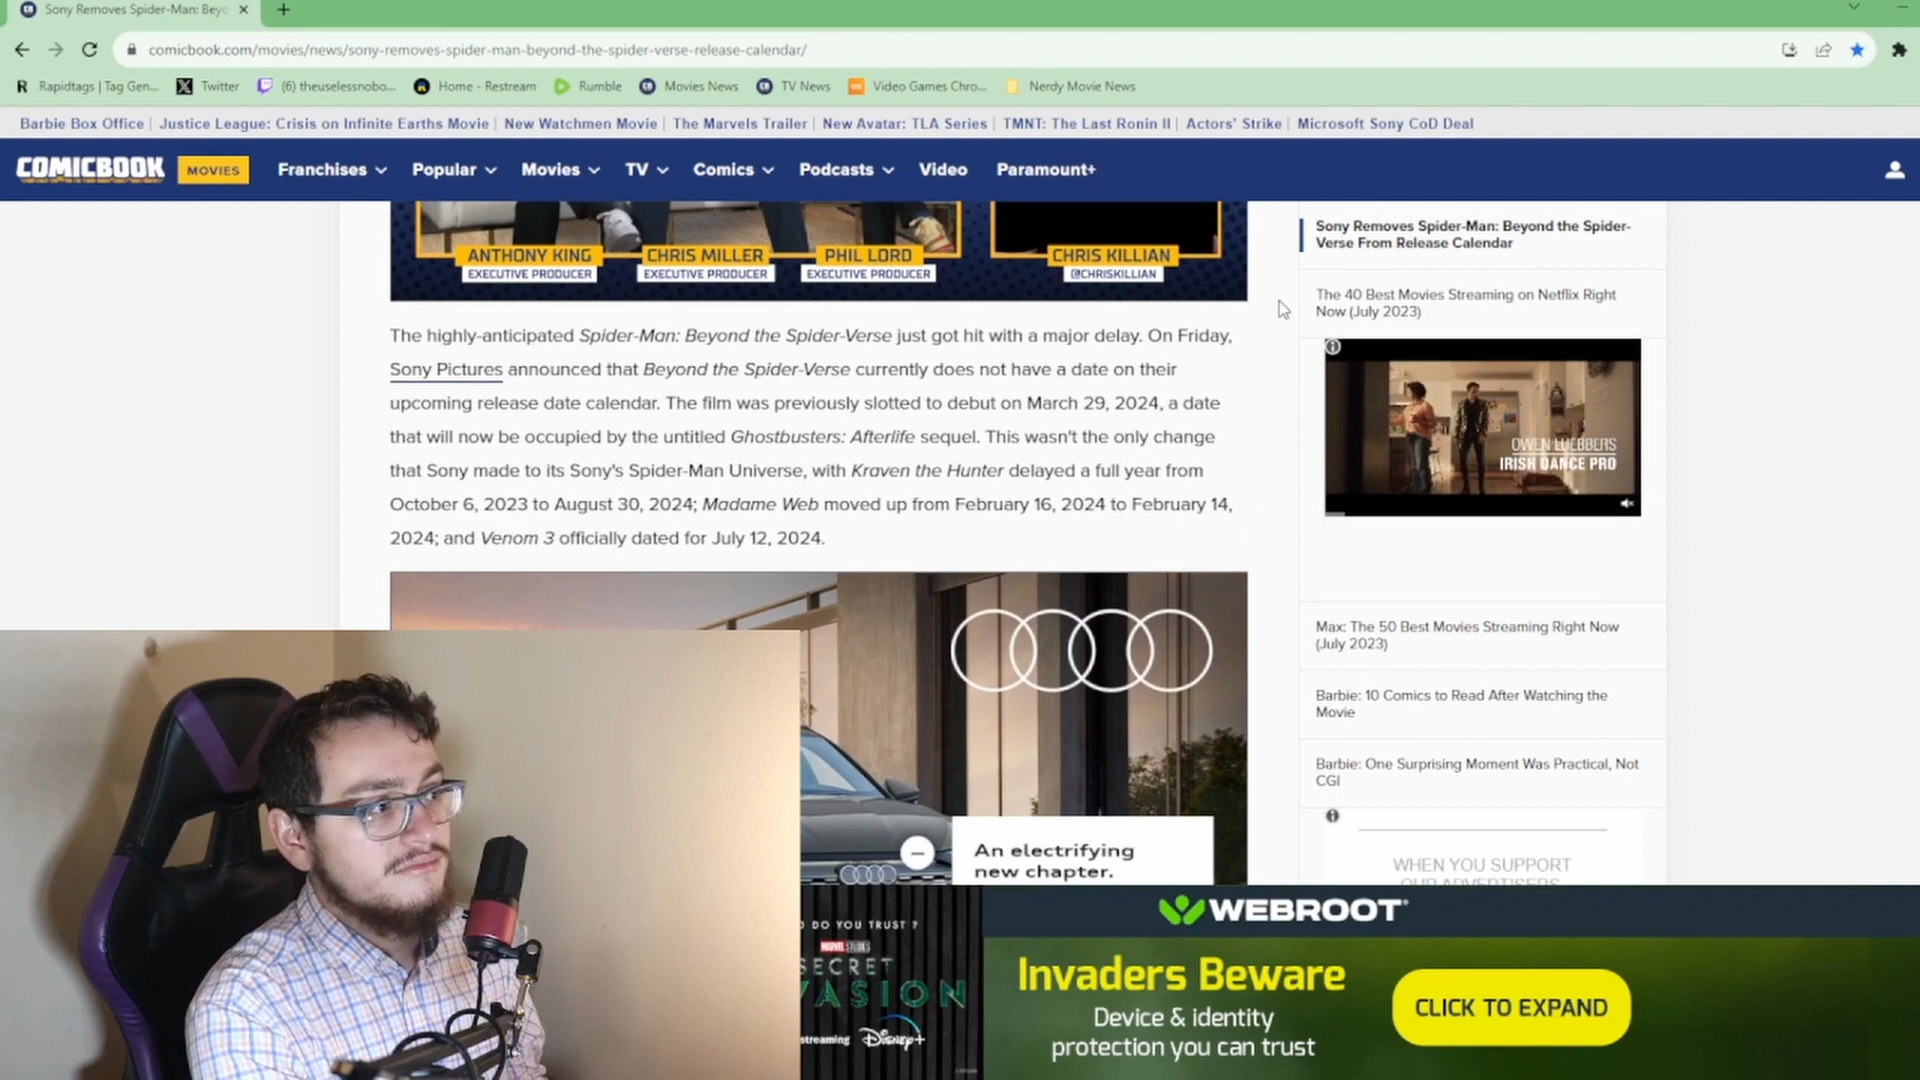 Sony Removes Spider-Man: Beyo
comicbook.com/movies/news/sony-removes-spider-man-beyond-the-spider-verse-release-calendar/
Rapidtags | Tag Gen...
Twitter
(6) theuselessnobo...
Home - Restream
Rumble
Movies News
TV News
Video Games Chro...
Nerdy Movie News
Barbie Box Office | Justice League: Crisis on Infinite Earths Movie | New Watchmen Movie | The Marvels Trailer | New Avatar: TLA Series | TMNT: The Last Ronin II | Actors' Strike | Microsoft Sony CoD Deal
COMICBOOK
MOVIES
Franchises
Popular
Movies
TV
Comics
Podcasts
Video
Paramount+
ANTHONY KING
EXECUTIVE PRODUCER
CHRIS MILLER
EXECUTIVE PRODUCER
PHIL LORD
EXECUTIVE PRODUCER
CHRIS KILLIAN
@CHRISKILLIAN
The highly-anticipated Spider-Man: Beyond the Spider-Verse just got hit with a major delay. On Friday,
Sony Pictures announced that Beyond the Spider-Verse currently does not have a date on their
upcoming release date calendar. The film was previously slotted to debut on March 29, 2024, a date
that will now be occupied by the untitled Ghostbusters: Afterlife sequel. This wasn't the only change
that Sony made to its Sony's Spider-Man Universe, with Kraven the Hunter delayed a full year from
October 6, 2023 to August 30, 2024; Madame Web moved up from February 16, 2024 to February 14,
2024; and Venom 3 officially dated for July 12, 2024.
Sony Removes Spider-Man: Beyond the Spider-
Verse From Release Calendar
The 40 Best Movies Streaming on Netflix Right
Now (July 2023)
OWEN LUEBBERS
IRISH DANCE PRO
Max: The 50 Best Movies Streaming Right Now
(July 2023)
Barbie: 10 Comics to Read After Watching the
Movie
Barbie: One Surprising Moment Was Practical, Not
CGI
WHEN YOU SUPPORT
OUR ADVERTISERS
An electrifying
new chapter.
DO YOU TRUST ?
MARVEL STUDIOS
SECRET
VASION
streaming Disney+
WEBROOT
Invaders Beware
Device & identity
protection you can trust
CLICK TO EXPAND